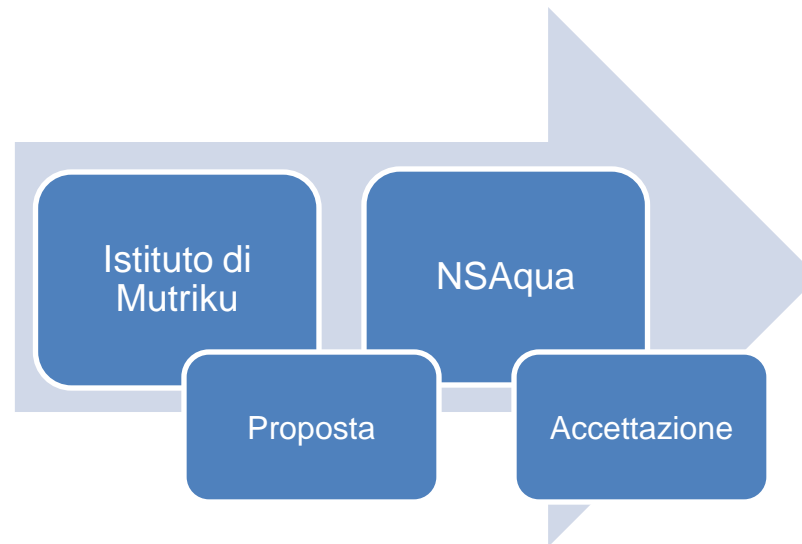 Istituto di
Mutriku
NSAqua
Proposta
Accettazione